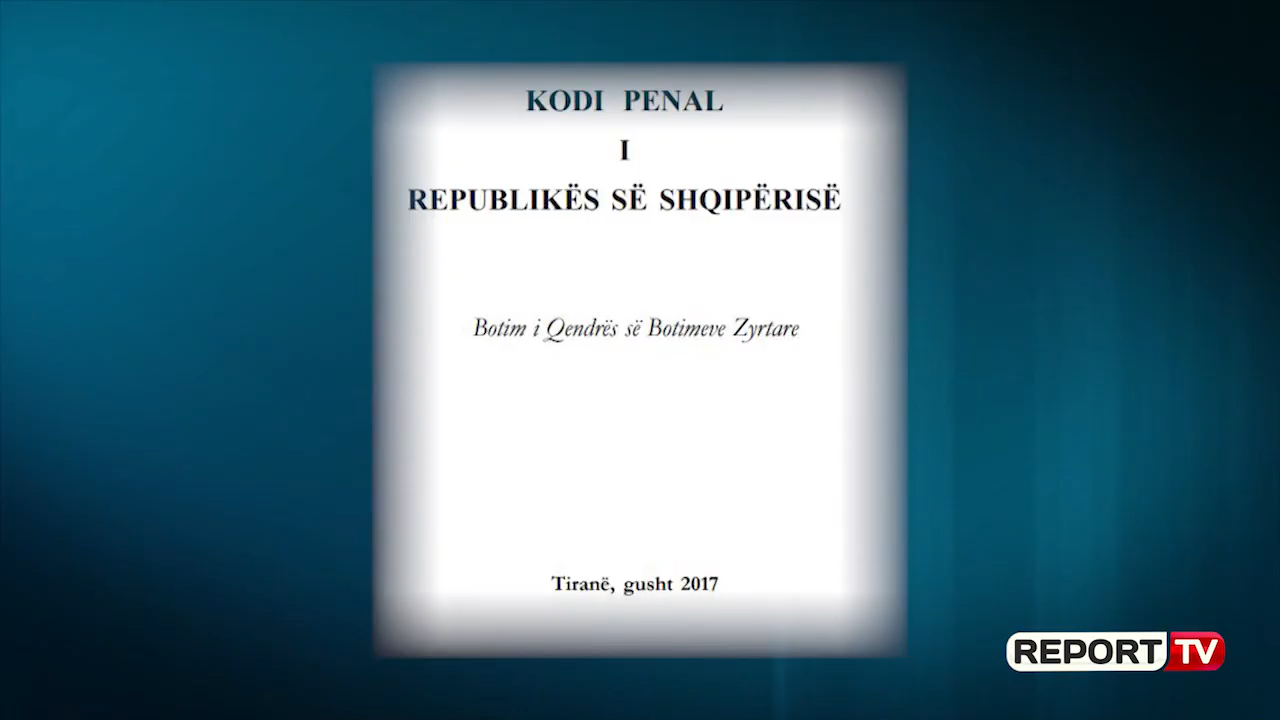 KODI PENAL
I
REPUBLIKËS SË SHQIPËRISË
Botim i Qendrës së Botimeve Zyrtare
Tiranë, gusht 2017
REPORT TV